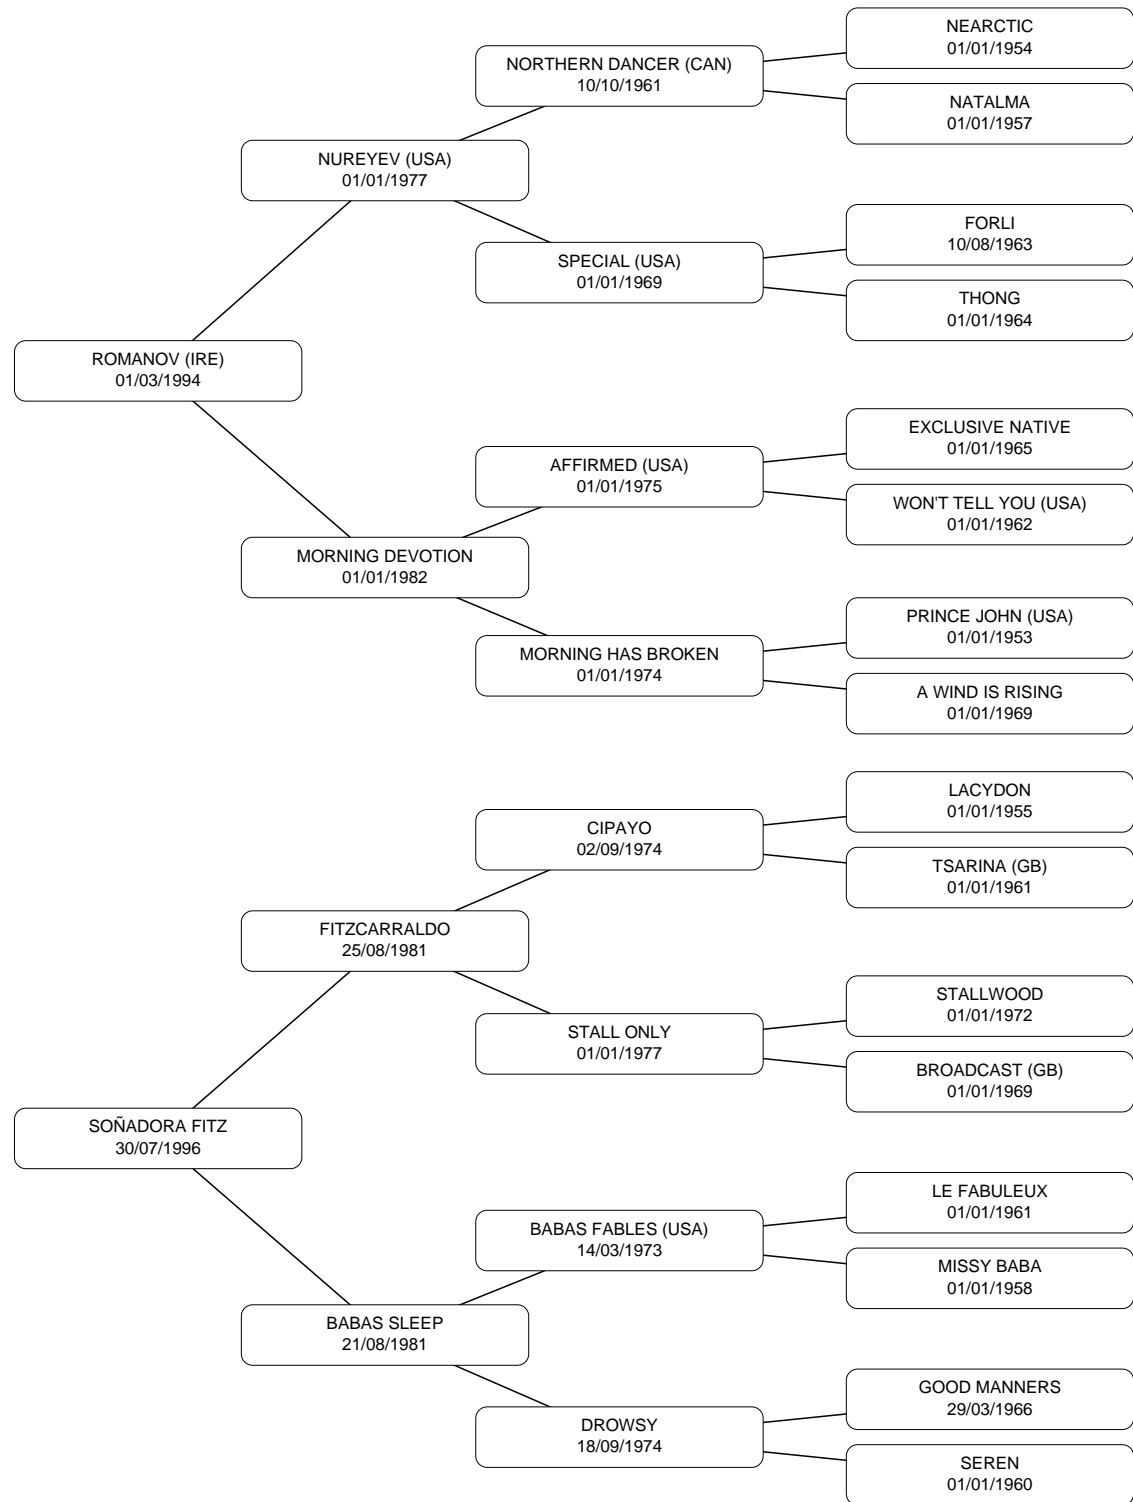 NEARCTIC
01/01/1954
NORTHERN DANCER (CAN)
10/10/1961
NATALMA
01/01/1957
NUREYEV (USA)
01/01/1977
FORLI
10/08/1963
SPECIAL (USA)
01/01/1969
THONG
01/01/1964
ROMANOV (IRE)
01/03/1994
EXCLUSIVE NATIVE
01/01/1965
AFFIRMED (USA)
01/01/1975
WON'T TELL YOU (USA)
01/01/1962
MORNING DEVOTION
01/01/1982
PRINCE JOHN (USA)
01/01/1953
MORNING HAS BROKEN
01/01/1974
A WIND IS RISING
01/01/1969
LACYDON
01/01/1955
CIPAYO
02/09/1974
TSARINA (GB)
01/01/1961
FITZCARRALDO
25/08/1981
STALLWOOD
01/01/1972
STALL ONLY
01/01/1977
BROADCAST (GB)
01/01/1969
SOÑADORA FITZ
30/07/1996
LE FABULEUX
01/01/1961
BABAS FABLES (USA)
14/03/1973
MISSY BABA
01/01/1958
BABAS SLEEP
21/08/1981
GOOD MANNERS
29/03/1966
DROWSY
18/09/1974
SEREN
01/01/1960